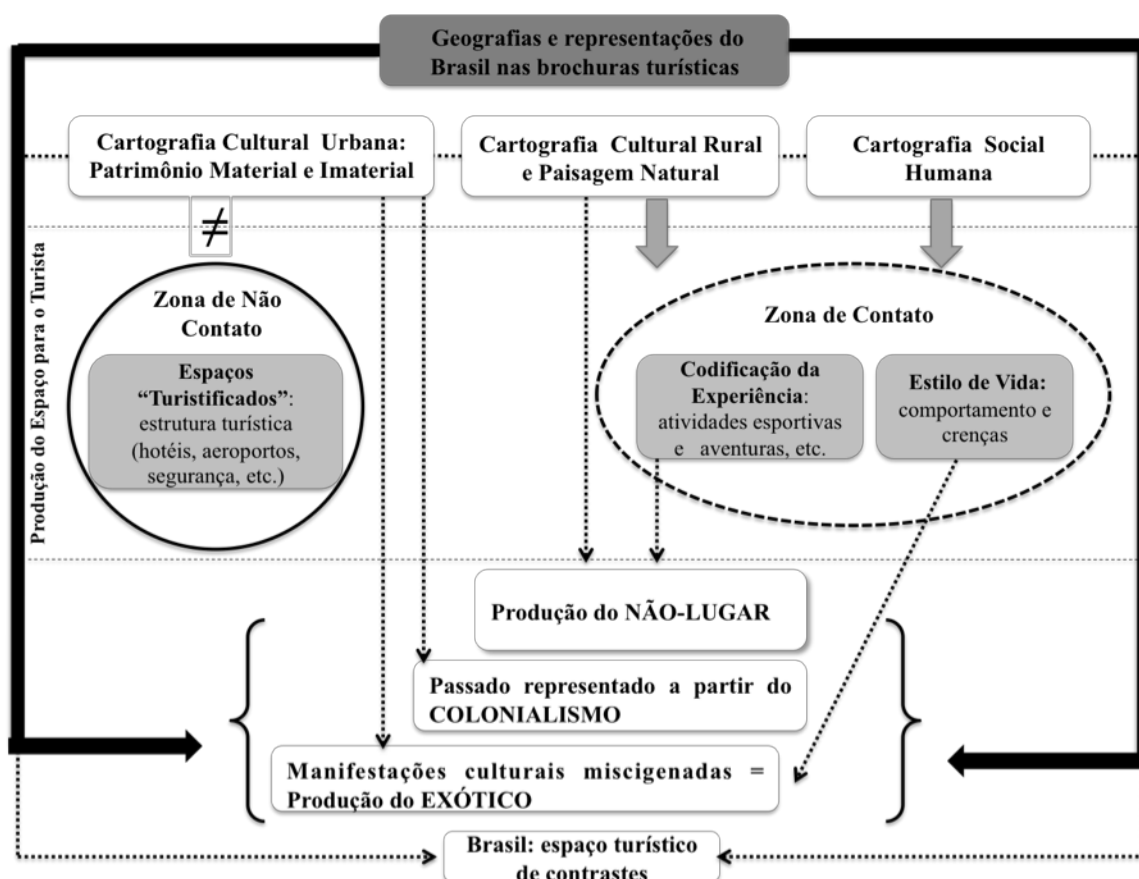 Geografias e representações do
Brasil nas brochuras turísticas
Cartografia Cultural Urbana:
Patrimônio Material e Imaterial
Cartografia Cultural Rural
e Paisagem Natural
Cartografia Social
Humana
≠
Produção do Espaço para o Turista
Zona de Não
Contato
Espaços
“Turistificados”:
estrutura turística
(hotéis, aeroportos,
segurança, etc.)
Zona de Contato
Codificação da
Experiência:
atividades esportivas
e aventuras, etc.
Estilo de Vida:
comportamento e
crenças
Produção do NÃO-LUGAR
Passado representado a partir do
COLONIALISMO
Manifestações culturais miscigenadas =
Produção do EXÓTICO
Brasil: espaço turístico
de contrastes